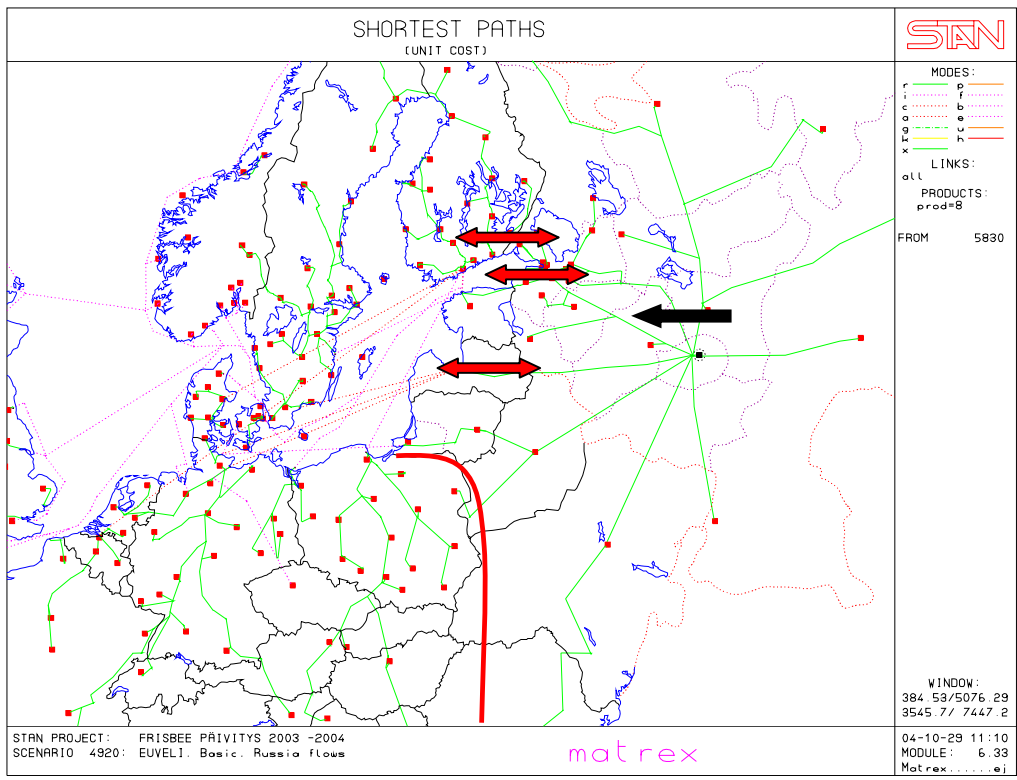 SHORTEST PATHS
(UNIT COST)
STAN
MODES:
r p
i f
c b
a e
g u
k h
x
LINKS:
all
PRODUCTS:
prod=8
FROM 5830
WINDOW:
384.53/5076.29
3545.7/ 7447.2
STAN PROJECT: FRISBEE PÄIVITYS 2003 -2004
SCENARIO 4920: EUVELI. Basic. Russia flows
matrex
04-10-29 11:10
MODULE: 6.33
Matrex......ej